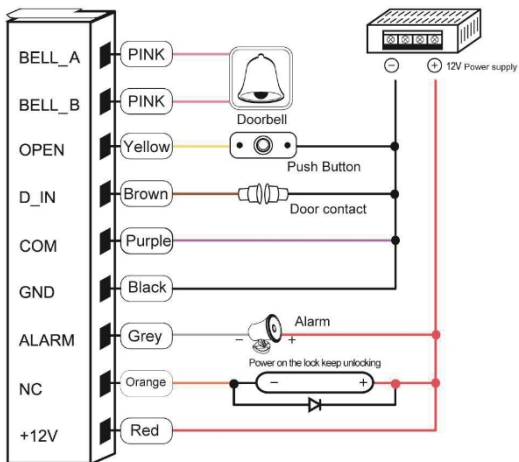 BELL_A PINK
BELL_B PINK
Doorbell
− + 12V Power supply
OPEN Yellow
Push Button
D_IN Brown
Door contact
COM Purple
GND Black
ALARM Grey
Alarm
− +
Power on the lock keep unlocking
NC Orange
− +
+12V Red